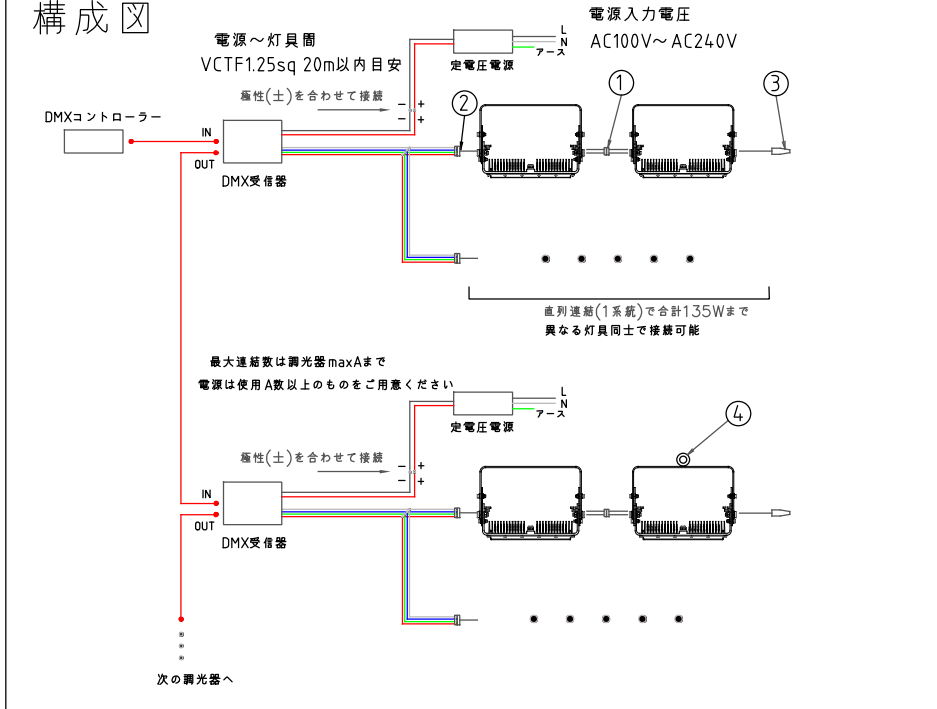 構成図
電源～灯具間
VCTF1.25sq 20m以内目安
電源入力電圧
AC100V～AC240V
L
N
アース
定電圧電源
極性(±)を合わせて接続
− +
− +
DMXコントローラー
IN
OUT
DMX受信器
②
①
③
直列連結(1系統)で合計135Wまで
異なる灯具同士で接続可能
最大連結数は調光器maxAまで
電源は使用A数以上のものをご用意ください
L
N
アース
定電圧電源
極性(±)を合わせて接続
− +
− +
④
IN
OUT
DMX受信器
次の調光器へ